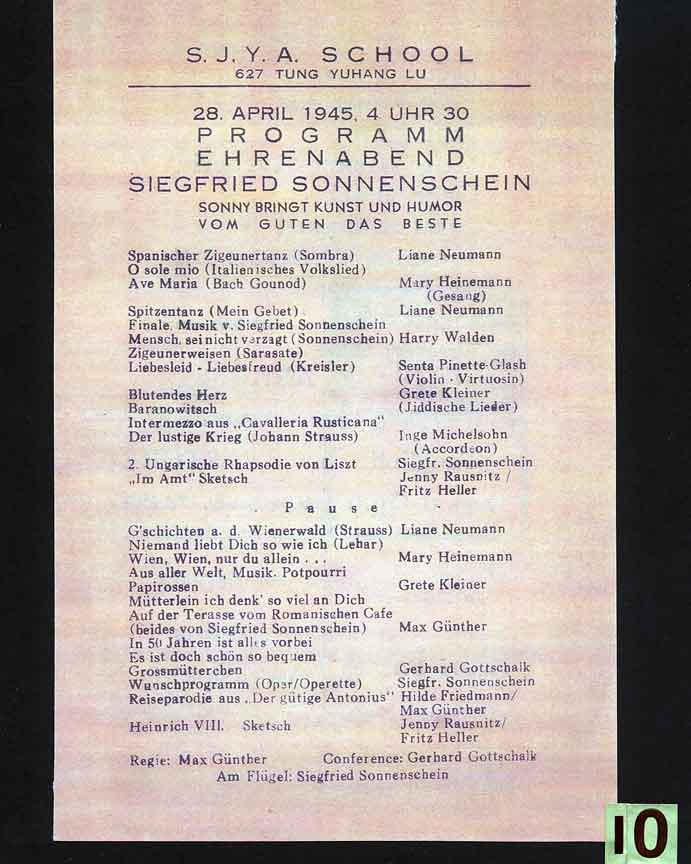 S. J. Y. A. SCHOOL
627 TUNG YUHANG LU
28. APRIL 1945, 4 UHR 30
PROGRAMM
EHRENABEND
SIEGFRIED SONNENSCHEIN
SONNY BRINGT KUNST UND HUMOR
VOM GUTEN DAS BESTE
Spanischer Zigeunertanz (Sombra) Liane Neumann
O sole mio (Italienisches Volkslied)
Ave Maria (Bach Gounod) Mary Heinemann
(Gesang)
Spitzentanz (Mein Gebet) Liane Neumann
Finale. Musik v. Siegfried Sonnenschein
Mensch, sei nicht verzagt (Sonnenschein) Harry Walden
Zigeunerweisen (Sarasate)
Liebesleid - Liebesfreud (Kreisler) Senta Pinette-Glash
(Violin - Virtuosin)
Blutendes Herz Grete Kleiner
Baranowitsch (Jiddische Lieder)
Intermezzo aus „Cavalleria Rusticana"
Der lustige Krieg (Johann Strauss) Inge Michelsohn
(Accordeon)
2. Ungarische Rhapsodie von Liszt Siegfr. Sonnenschein
„Im Amt" Sketsch Jenny Rausnitz /
Fritz Heller
Pause
G'schichten a. d. Wienerwald (Strauss) Liane Neumann
Niemand liebt Dich so wie ich (Lehar)
Wien, Wien, nur du allein . . . Mary Heinemann
Aus aller Welt, Musik. Potpourri
Papirossen Grete Kleiner
Mütterlein ich denk' so viel an Dich
Auf der Terasse vom Romanischen Cafe
(beides von Siegfried Sonnenschein) Max Günther
In 50 Jahren ist alles vorbei
Es ist doch schön so bequem
Grossmütterchen Gerhard Gottschalk
Wunschprogramm (Oper/Operette) Siegfr. Sonnenschein
Reiseparodie aus „Der gütige Antonius" Hilde Friedmann/
Max Günther
Heinrich VIII. Sketsch Jenny Rausnitz/
Fritz Heller
Regie: Max Günther Conference: Gerhard Gottschalk
Am Flügel: Siegfried Sonnenschein
10